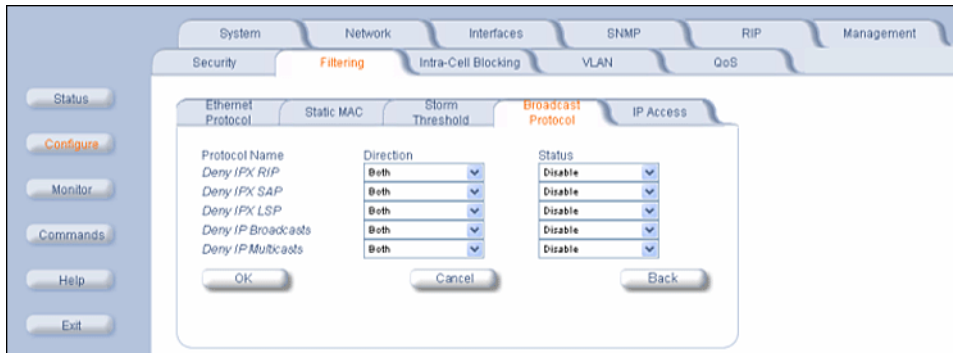 System Network Interfaces SNMP RIP Management
Security Filtering Intra-Cell Blocking VLAN QoS
Status
Configure
Monitor
Commands
Help
Exit
Ethernet Protocol Static MAC Storm Threshold Broadcast Protocol IP Access
Protocol Name Direction Status
Deny IPX RIP Both Disable
Deny IPX SAP Both Disable
Deny IPX LSP Both Disable
Deny IP Broadcasts Both Disable
Deny IP Multicasts Both Disable
OK Cancel Back